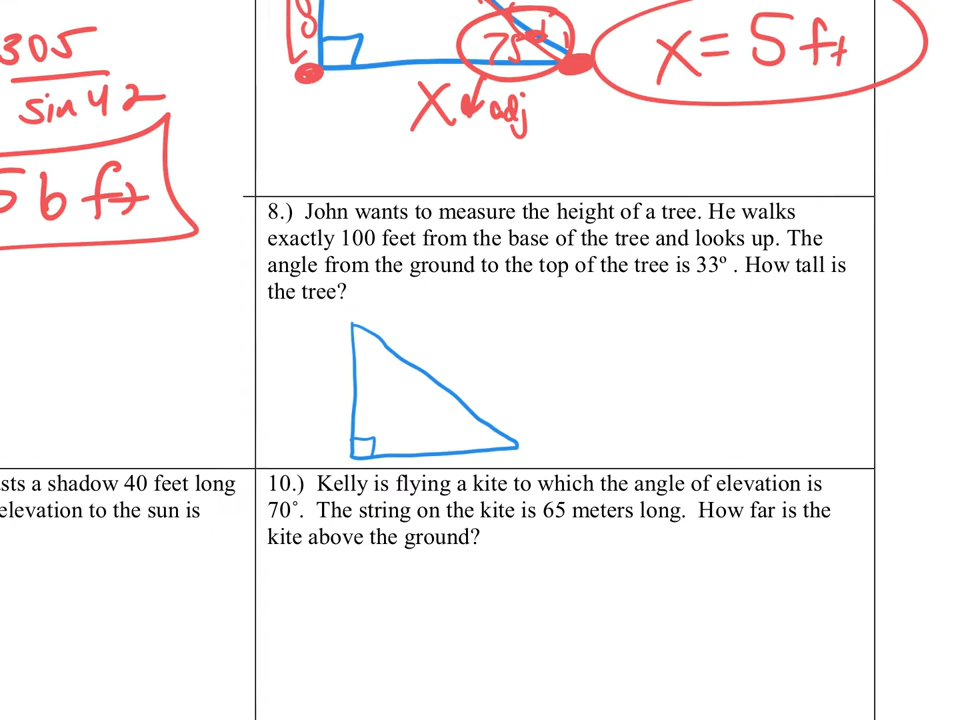 305
sin 42
56 ft
8
75
x = 5 ft
X adj
8.) John wants to measure the height of a tree. He walks
exactly 100 feet from the base of the tree and looks up. The
angle from the ground to the top of the tree is 33º . How tall is
the tree?
sts a shadow 40 feet long
elevation to the sun is
10.) Kelly is flying a kite to which the angle of elevation is
70˚. The string on the kite is 65 meters long. How far is the
kite above the ground?